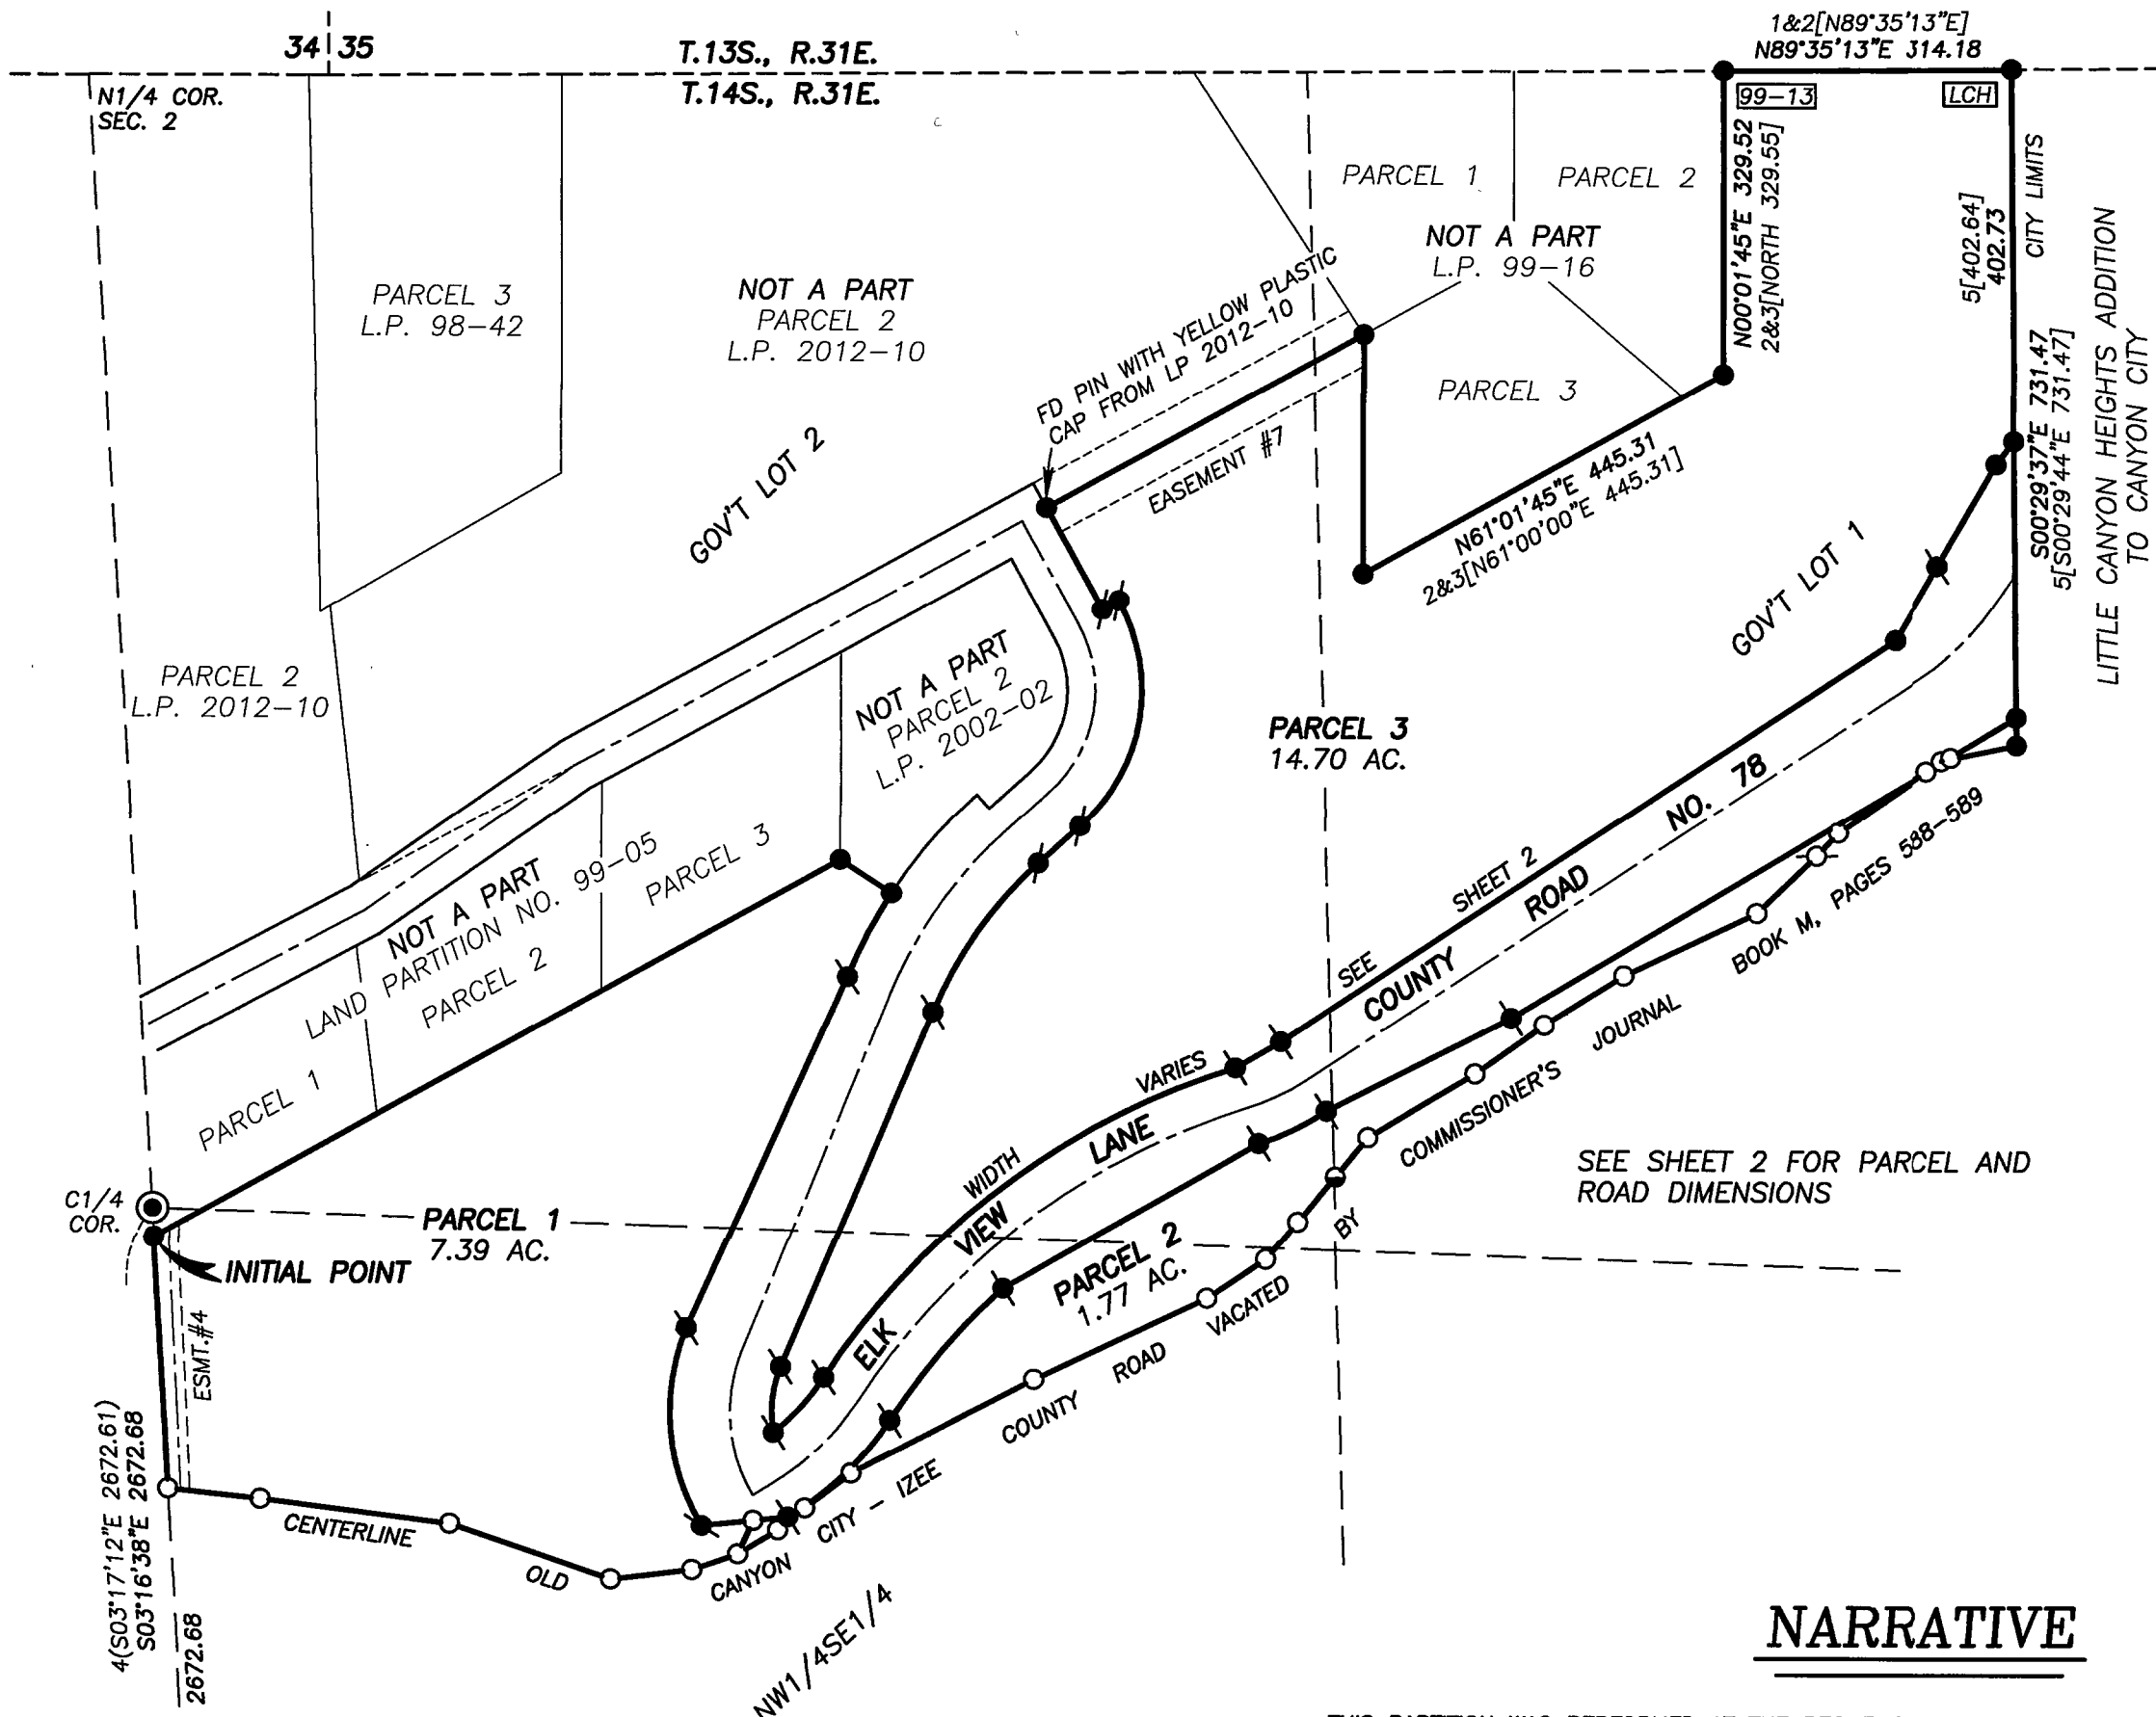 34 35
T.13S., R.31E.
T.14S., R.31E.
1&2[N89°35'13"E]
N89°35'13"E 314.18
N1/4 COR.
SEC. 2
99-13
LCH
N00°01'45"E 329.52
2&3[NORTH 329.55]
5[402.64]
402.73
CITY LIMITS
S00°29'37"E 731.47
5[S00°29'44"E 731.47]
LITTLE CANYON HEIGHTS ADDITION
TO CANYON CITY
PARCEL 1
PARCEL 2
NOT A PART
L.P. 99-16
PARCEL 3
PARCEL 3
L.P. 98-42
NOT A PART
PARCEL 2
L.P. 2012-10
FD PIN WITH YELLOW PLASTIC
CAP FROM LP 2012-10
EASEMENT #7
N61°01'45"E 445.31
2&3[N61°00'00"E 445.31]
GOV'T LOT 2
GOV'T LOT 1
PARCEL 2
L.P. 2012-10
NOT A PART
PARCEL 2
L.P. 2002-02
PARCEL 3
14.70 AC.
NOT A PART
LAND PARTITION NO. 99-05
PARCEL 1
PARCEL 2
PARCEL 3
ELK VIEW LANE COUNTY ROAD NO. 78
WIDTH VARIES SEE SHEET 2
C1/4
COR.
INITIAL POINT
PARCEL 1
7.39 AC.
PARCEL 2
1.77 AC.
SEE SHEET 2 FOR PARCEL AND
ROAD DIMENSIONS
ESMT.#4
4(S03°17'12"E 2672.61)
S03°16'38"E 2672.68
2672.68
CENTERLINE OLD CANYON CITY - IZEE COUNTY ROAD VACATED BY COMMISSIONER'S JOURNAL BOOK M, PAGES 588-589
NW1/4SE1/4
NARRATIVE